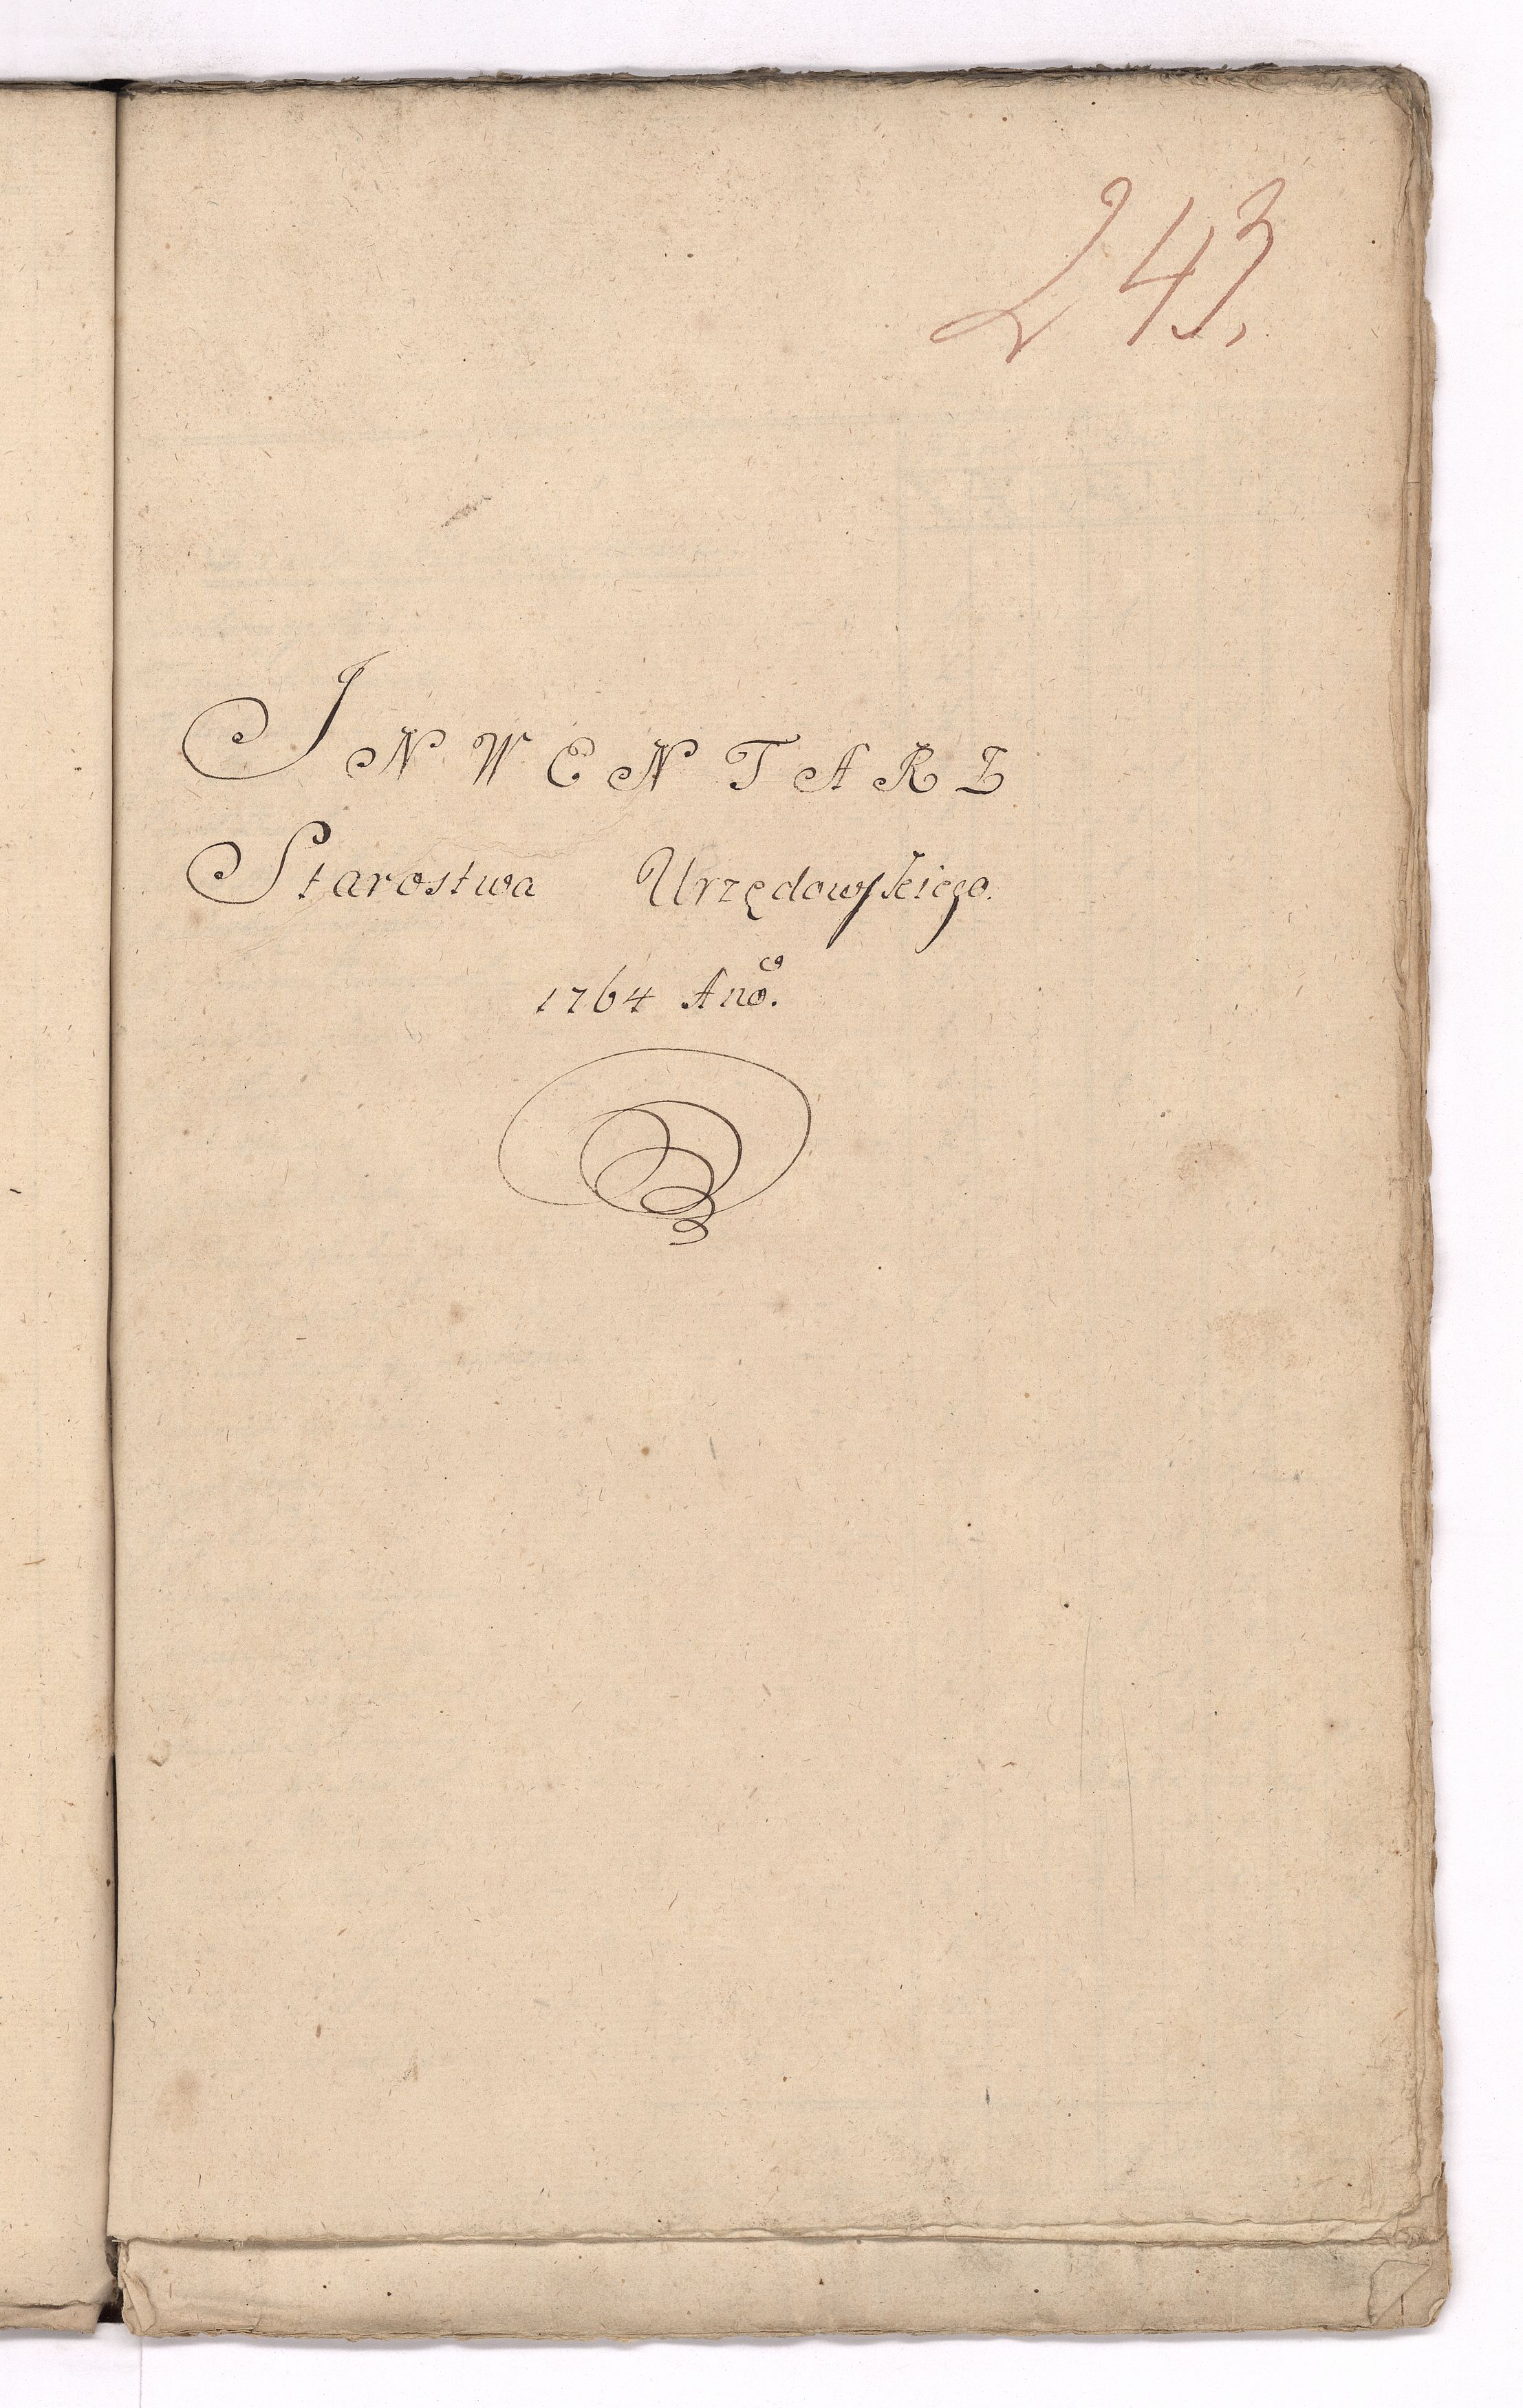 243,
INWENTARZ
Starostwa Urzędowskiego.
1764 Ano.